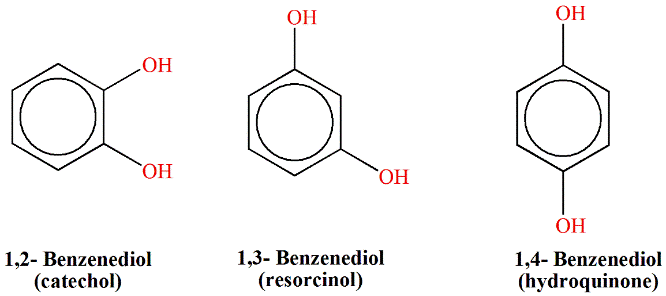 OH
OH
OH
OH
OH
OH
1,2- Benzenediol
(catechol)
1,3- Benzenediol
(resorcinol)
1,4- Benzenediol
(hydroquinone)